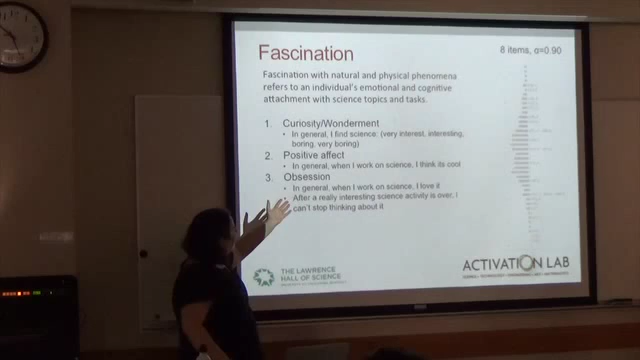 Fascination
8 items, α=0.90
Fascination with natural and physical phenomena
refers to an individual's emotional and cognitive
attachment with science topics and tasks.
1. Curiosity/Wonderment
• In general, I find science: (very interest, interesting,
boring, very boring)
2. Positive affect
• In general, when I work on science, I think its cool
3. Obsession
• In general, when I work on science, I love it
• After a really interesting science activity is over, I
can't stop thinking about it
THE LAWRENCE
HALL OF SCIENCE
ACTIVATION LAB